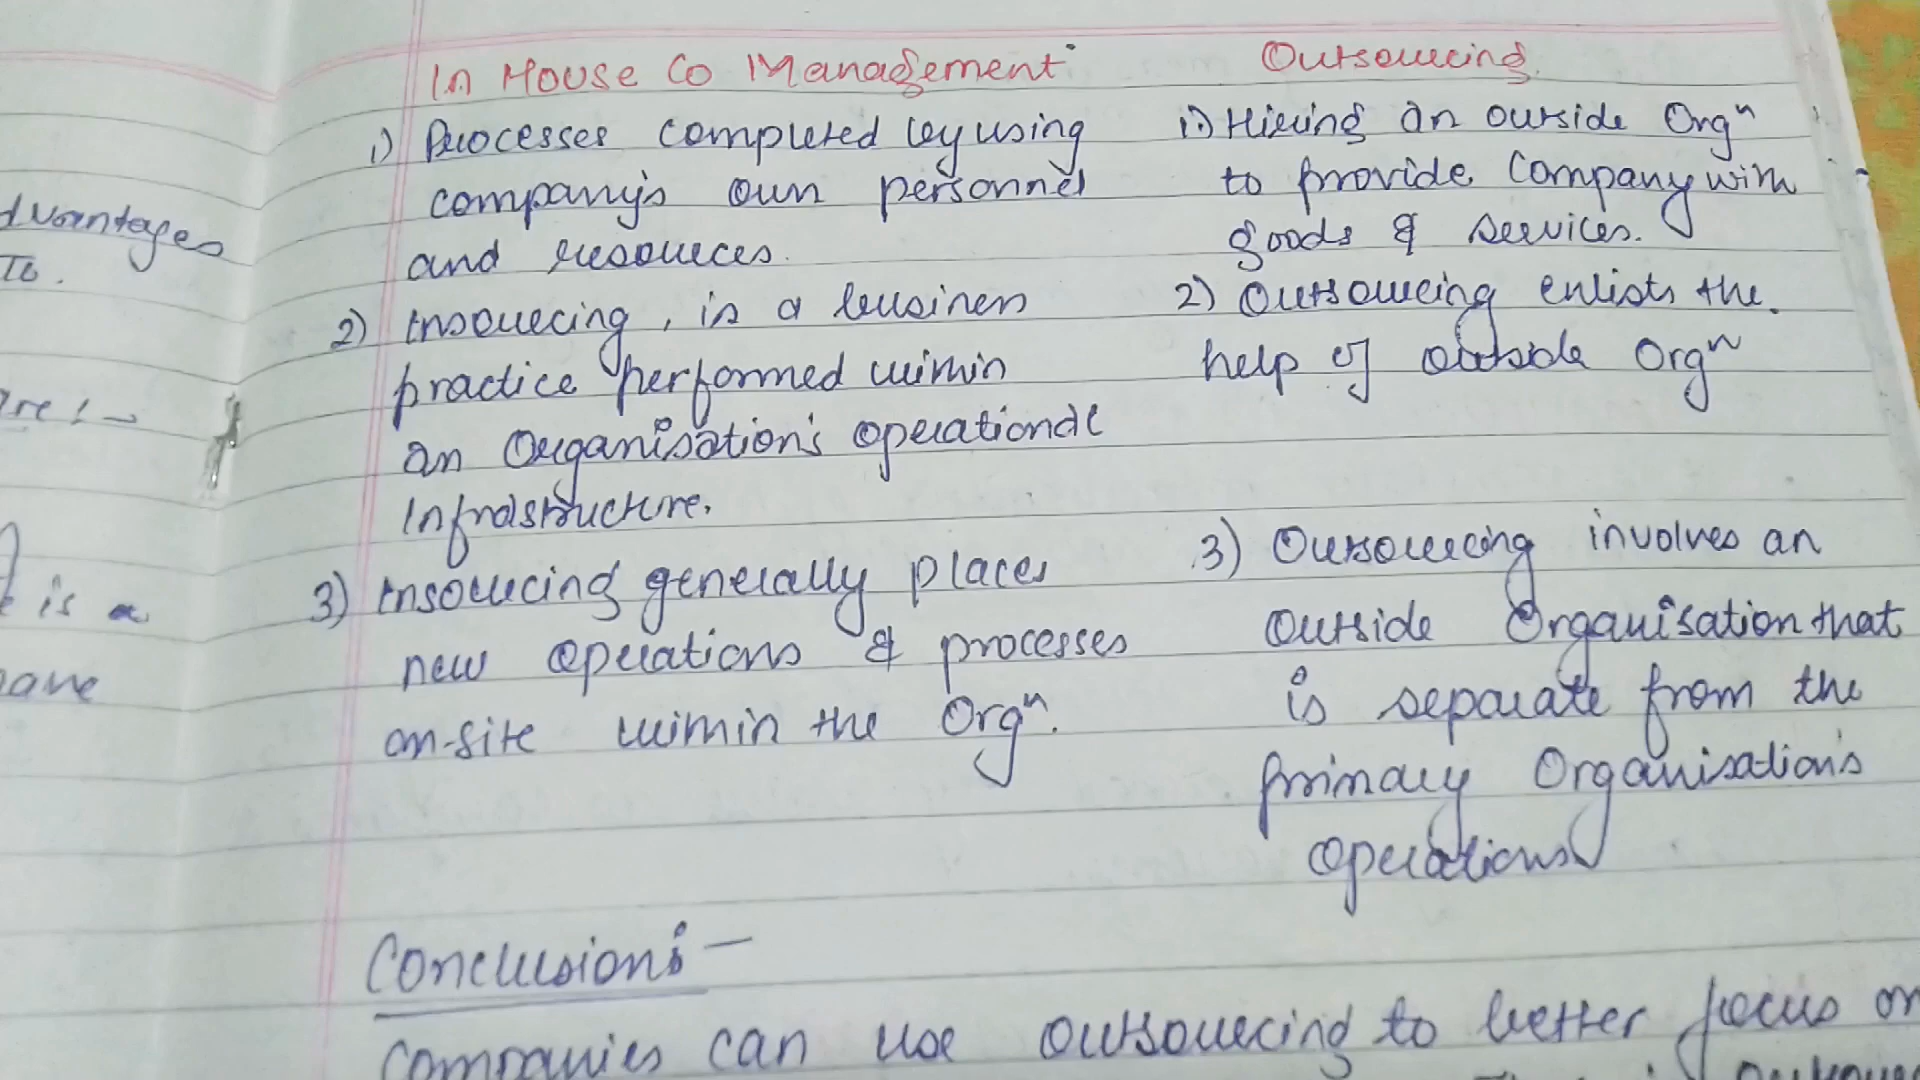 In House Co Management
1) Processes completed by using
company's own personnel
and resources.
2) Insourcing, is a business
practice performed within
an Organisation's operational
Infrastructure.
3) Insourcing generally places
new operations & processes
on-site within the Orgⁿ.
Outsourcing.
1) Hiring an outside Orgⁿ
to provide Company with
goods & services.
2) Outsourcing enlists the.
help of outside Orgⁿ
3) Outsourcing involves an
outside Organisation that
is separate from the
primary Organisation's
operations
Conclusion:-
Companies can use outsourcing to better focus on
dvantages
To.
are :-
is a